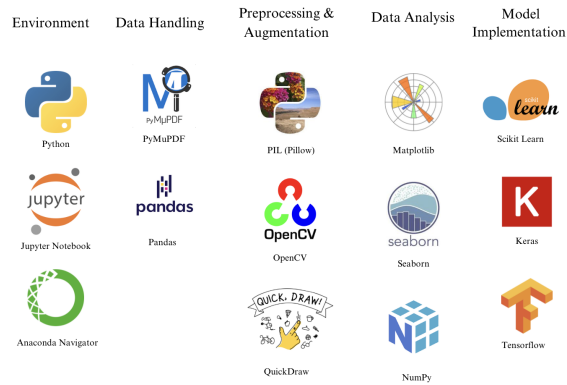 Environment
Data Handling
Preprocessing &
Augmentation
Data Analysis
Model
Implementation
PyMuPDF
scikit
learn
Python
PyMuPDF
PIL (Pillow)
Matplotlib
Scikit Learn
Jupyter
pandas
OpenCV
seaborn
K
Jupyter Notebook
Pandas
OpenCV
Seaborn
Keras
QUICK, DRAW!
N
Anaconda Navigator
QuickDraw
NumPy
Tensorflow